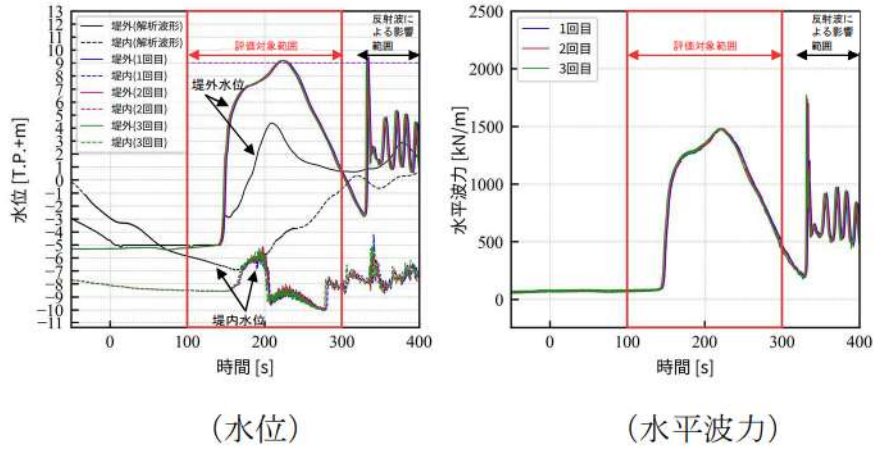 13
12
11
10
9
8
7
6
5
4
3
2
1
0
−1
−2
−3
−4
−5
−6
−7
−8
−9
−10
−11
水位 [T.P.+m]
堤外(解析波形)
堤内(解析波形)
堤外(1回目)
堤内(1回目)
堤外(2回目)
堤内(2回目)
堤外(3回目)
堤内(3回目)
評価対象範囲
反射波に
よる影響
範囲
堤外水位
堤内水位
0
100
200
300
400
時間 [s]
(水位)
2500
2000
1500
1000
500
0
水平波力 [kN/m]
1回目
2回目
3回目
評価対象範囲
反射波に
よる影響
範囲
0
100
200
300
400
時間 [s]
(水平波力)